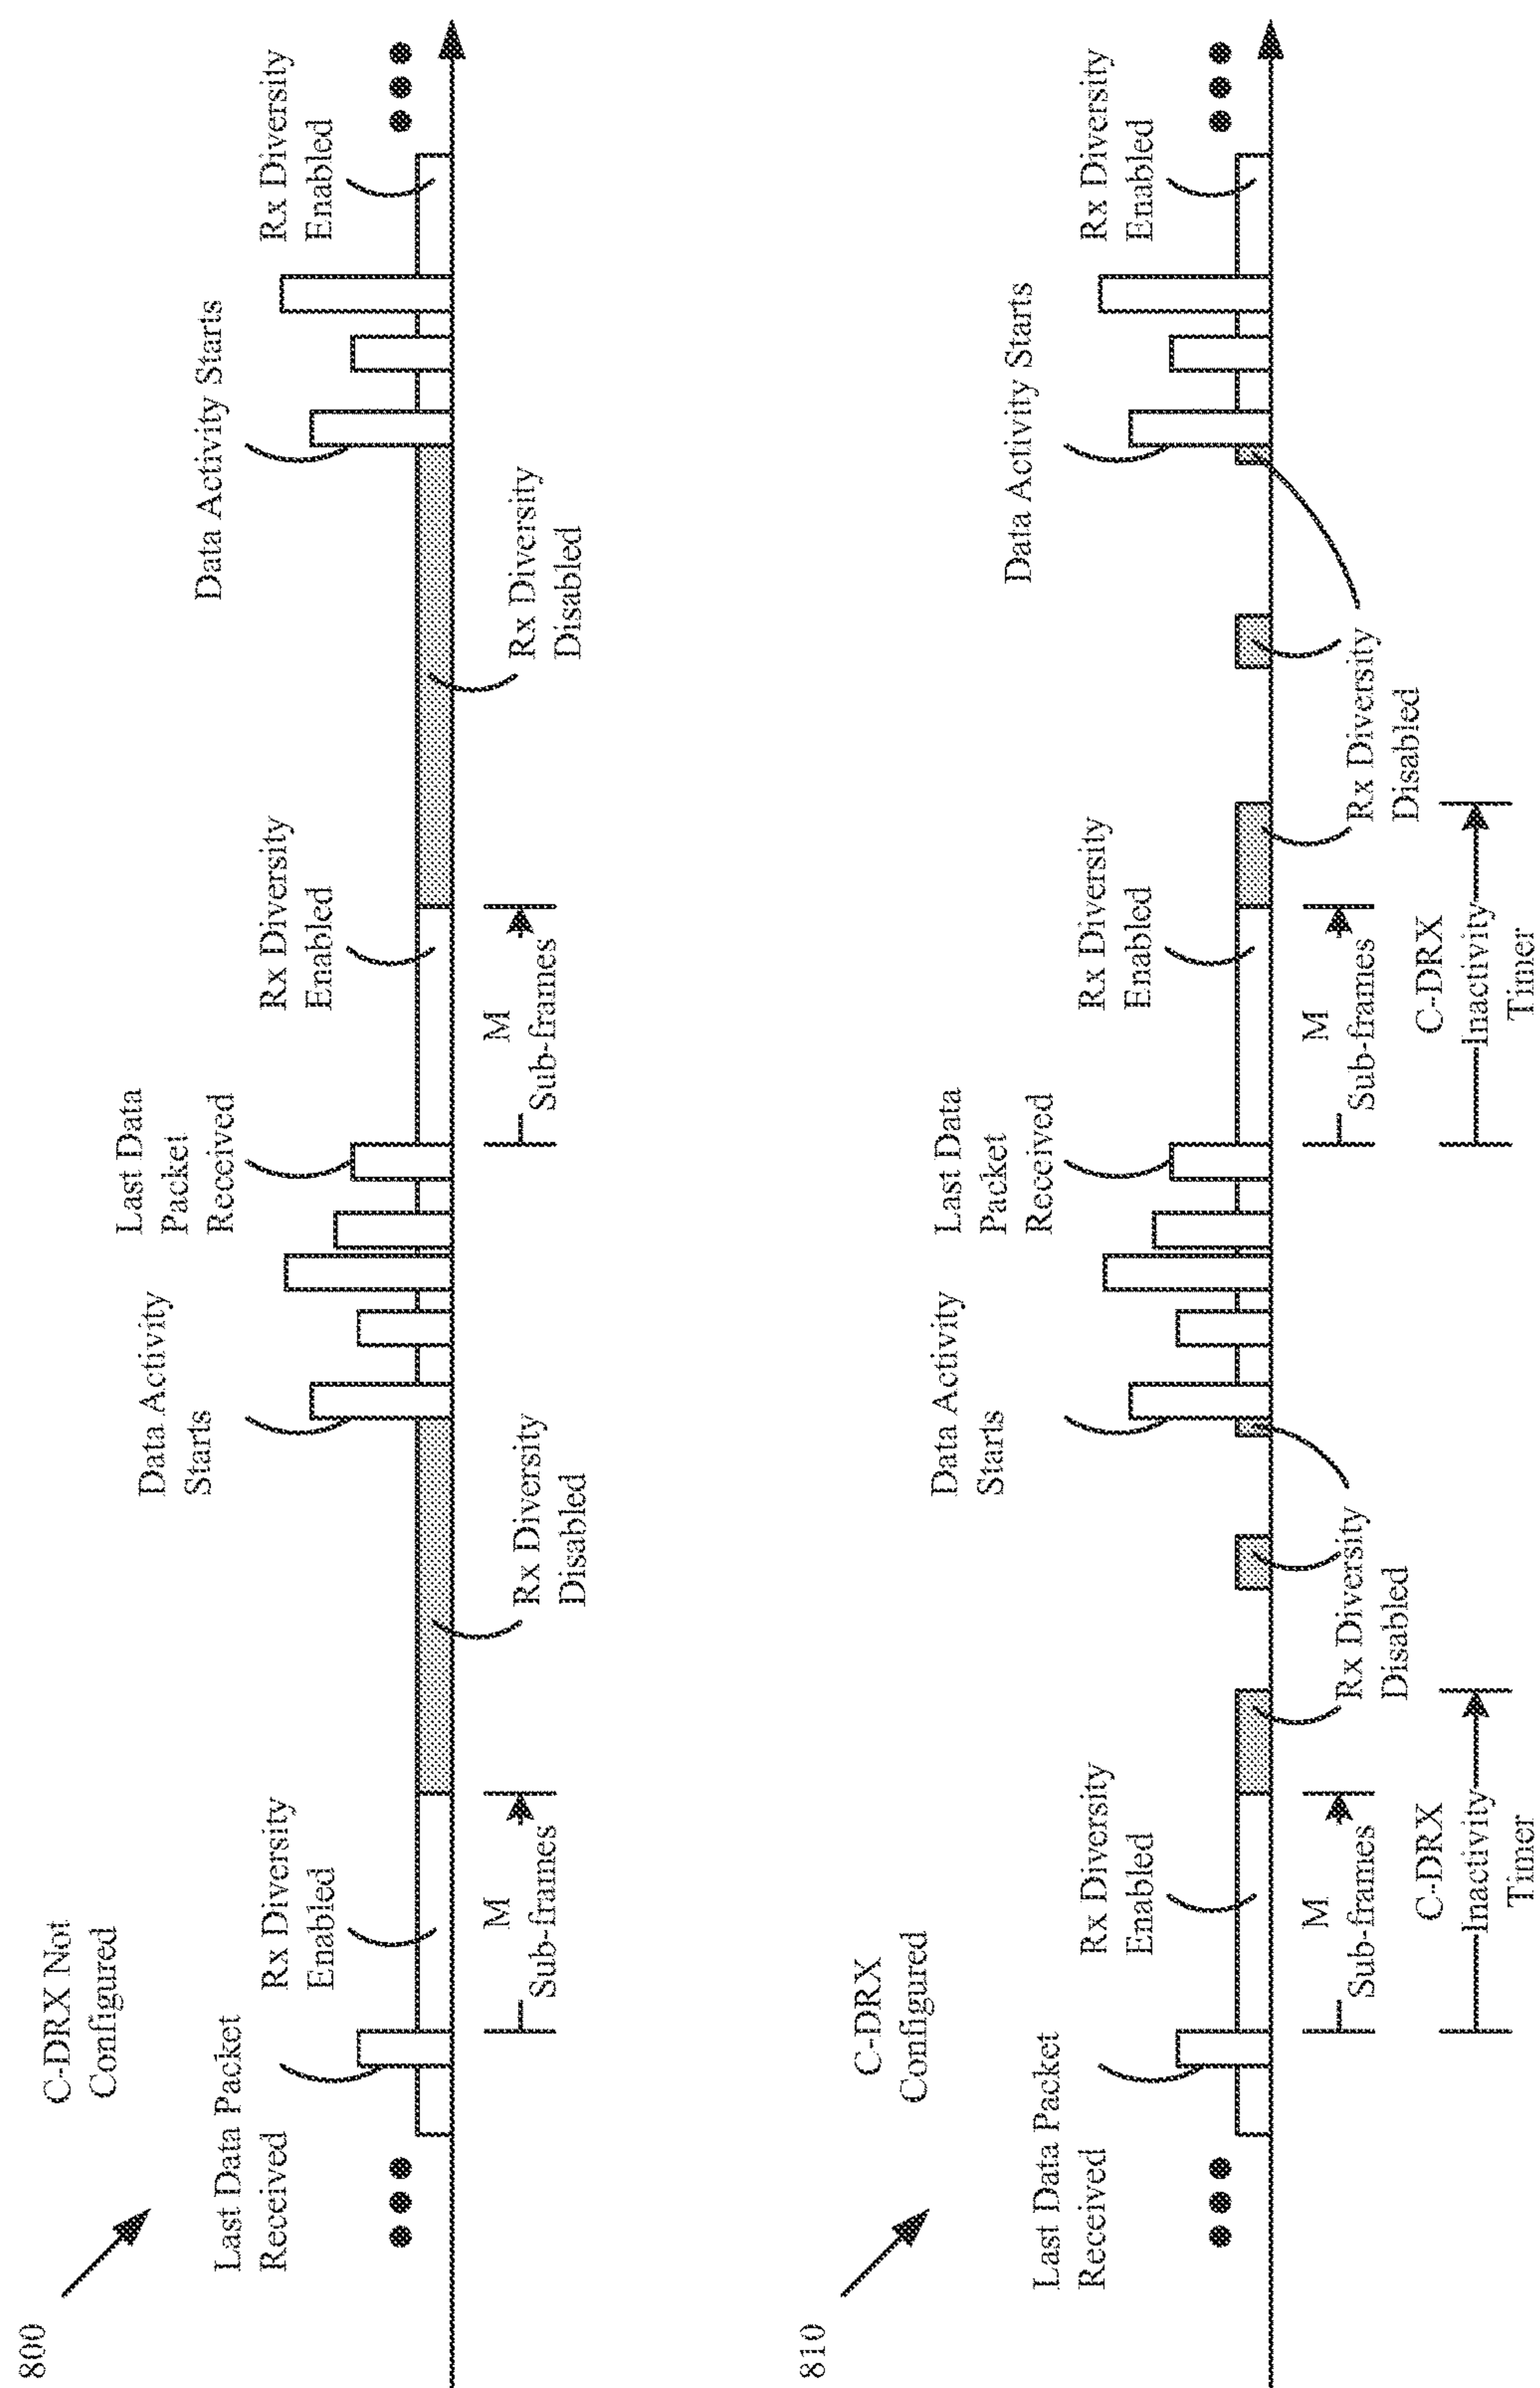 800
C-DRX Not
Configured
Last Data Packet
Received
Rx Diversity
Enabled
M
Sub-frames
Rx Diversity
Disabled
Data Activity
Starts
Last Data
Packet
Received
Rx Diversity
Enabled
M
Sub-frames
Rx Diversity
Disabled
Data Activity Starts
Rx Diversity
Enabled
810
C-DRX
Configured
Last Data Packet
Received
Rx Diversity
Enabled
M
Sub-frames
C-DRX
Inactivity
Timer
Rx Diversity
Disabled
Data Activity
Starts
Last Data
Packet
Received
Rx Diversity
Enabled
M
Sub-frames
C-DRX
Inactivity
Timer
Rx Diversity
Disabled
Data Activity Starts
Rx Diversity
Enabled